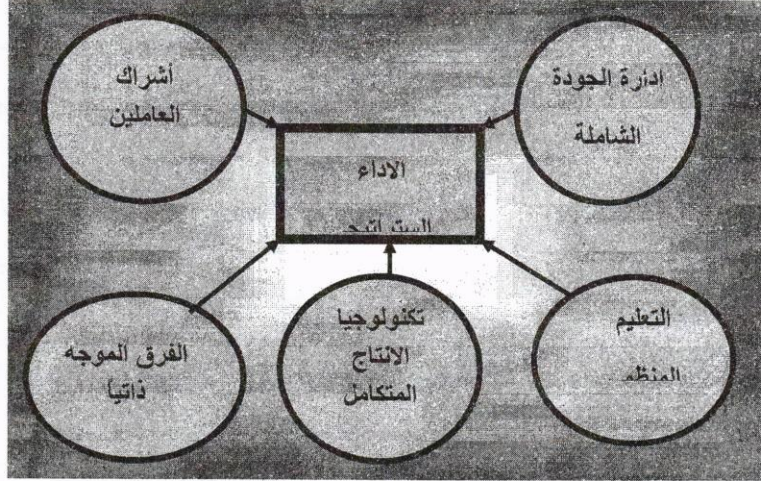 ادارة الجودة
الشاملة
أشراك
العاملين
الاداء
التعليم
تكنولوجيا
الانتاج
المتكامل
الفرق الموجه
ذاتيا